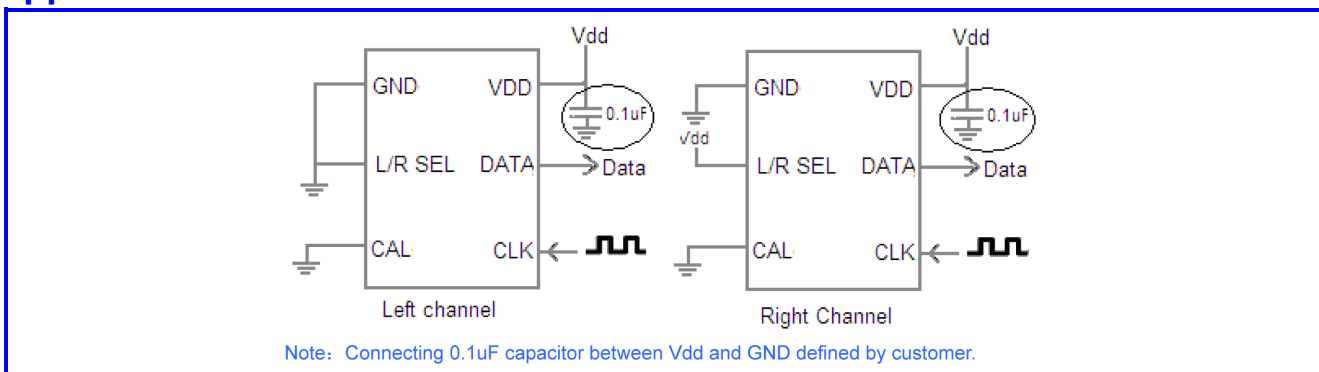 Vdd
GND
VDD
0.1uF
L/R SEL
DATA
Data
CAL
CLK
Left channel
Vdd
GND
VDD
0.1uF
Vdd
L/R SEL
DATA
Data
CAL
CLK
Right Channel
Note：Connecting 0.1uF capacitor between Vdd and GND defined by customer.